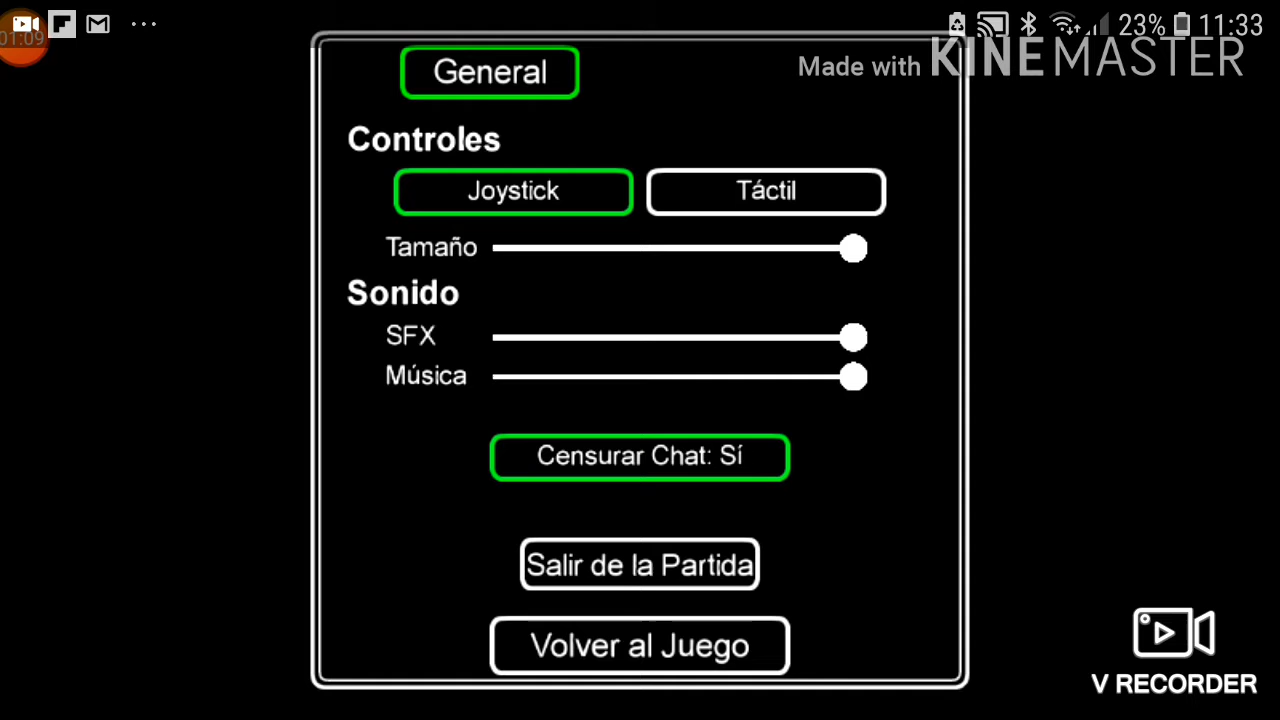 23% 11:33
01:09
Made with KINEMASTER
General
Controles
Joystick Táctil
Tamaño
Sonido
SFX
Música
Censurar Chat: Sí
Salir de la Partida
Volver al Juego
V RECORDER